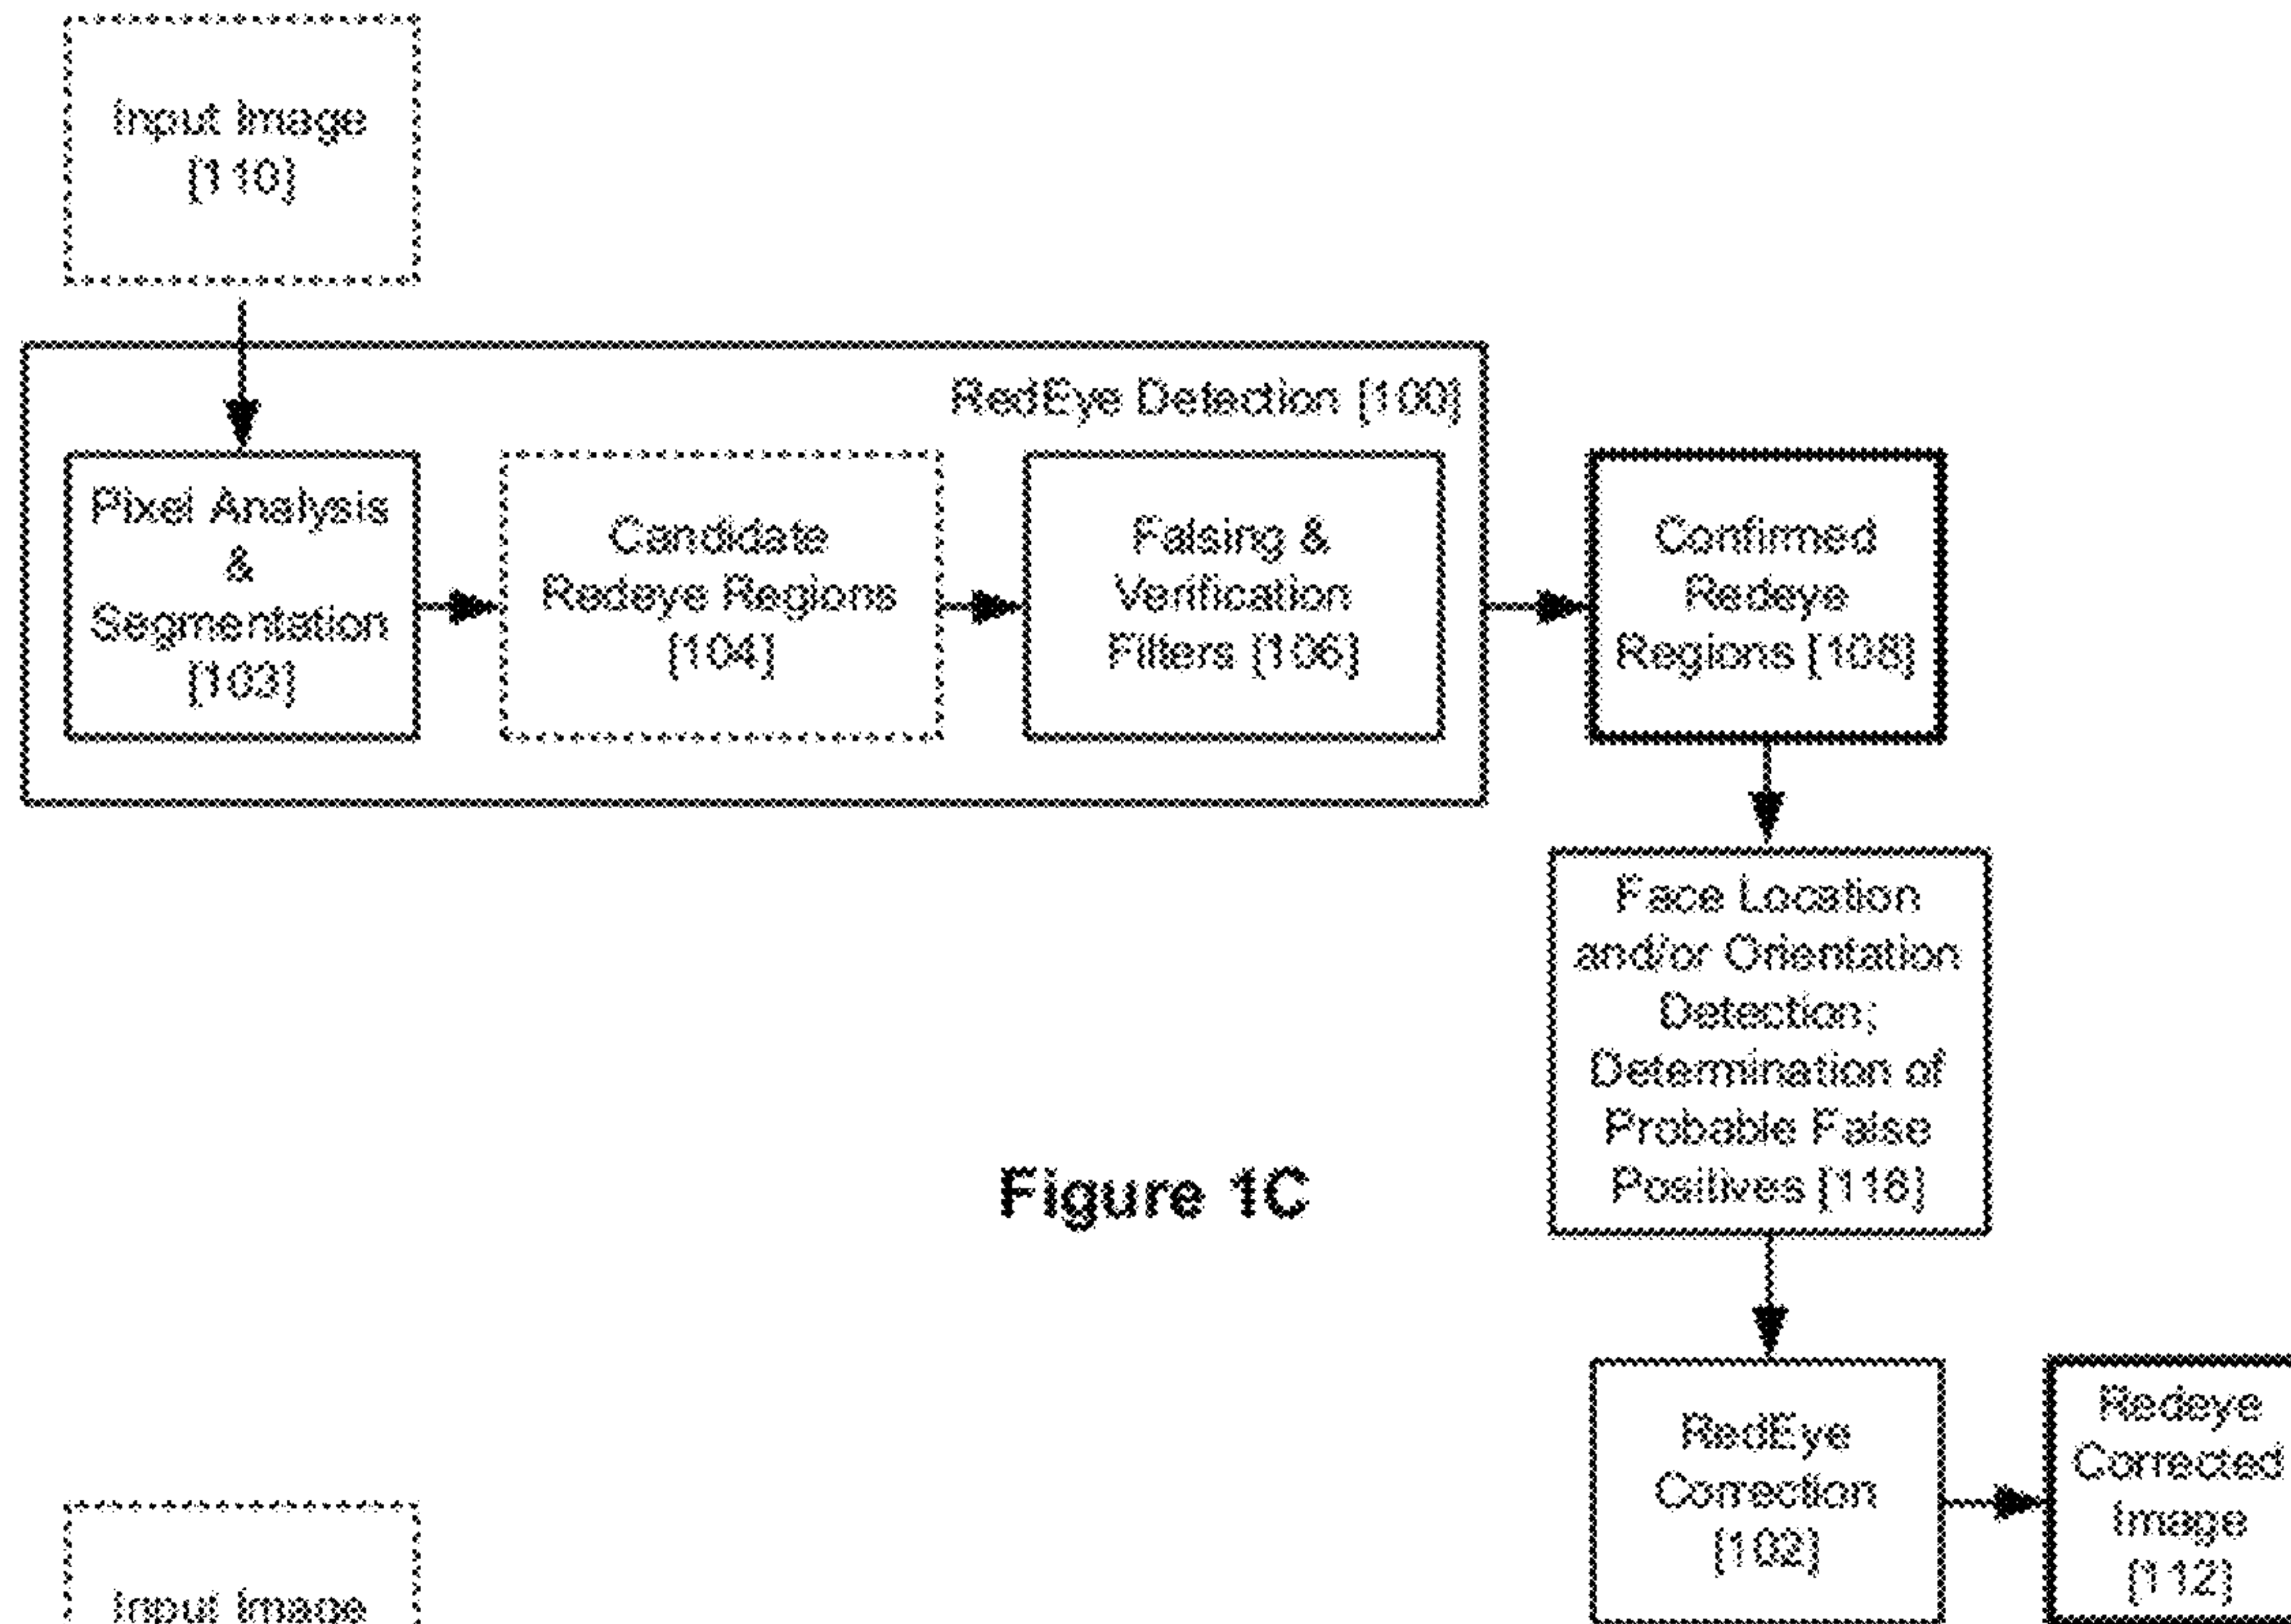 Input Image
[110]
RedEye Detection [100]
Pixel Analysis
&
Segmentation
[103]
Candidate
Redeye Regions
[104]
Falsing &
Verification
Filters [106]
Confirmed
Redeye
Regions [108]
Face Location
and/or Orientation
Detection;
Determination of
Probable False
Positives [116]
Figure 1C
RedEye
Correction
[102]
Redeye
Corrected
Image
[112]
Input Image